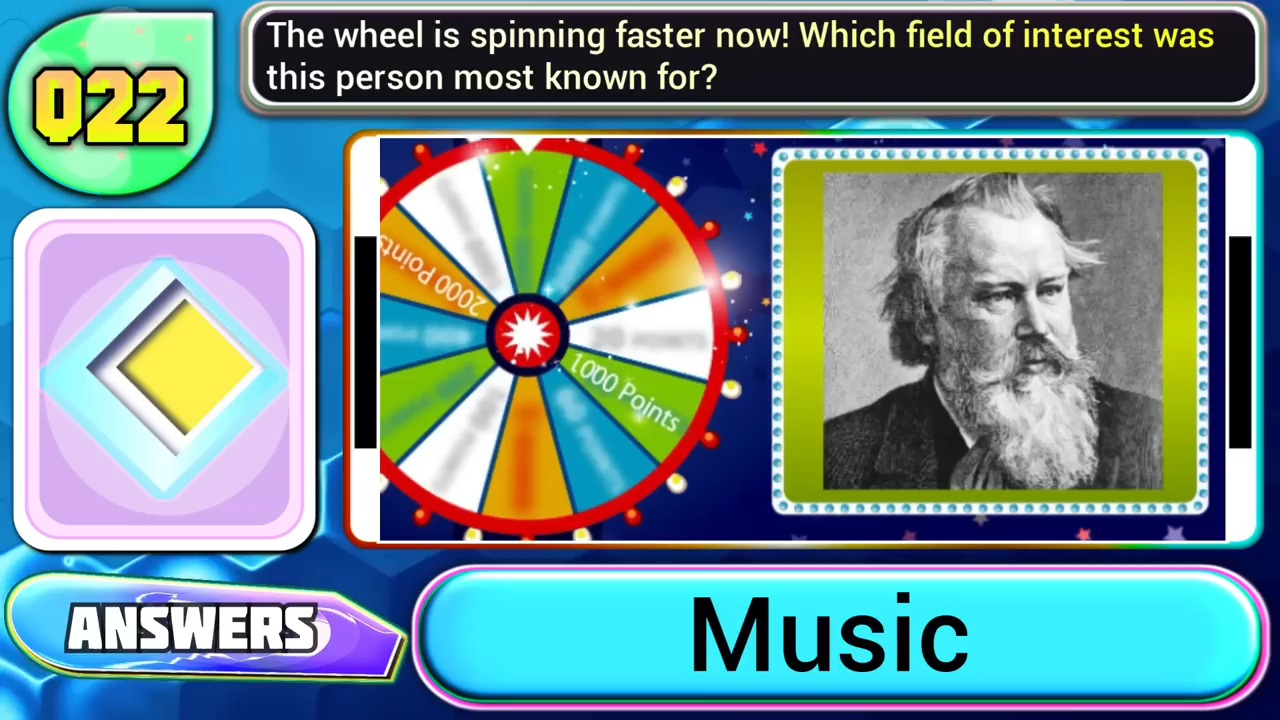 Q22
The wheel is spinning faster now! Which field of interest was
this person most known for?
2000 Points
1000 Points
ANSWERS
Music